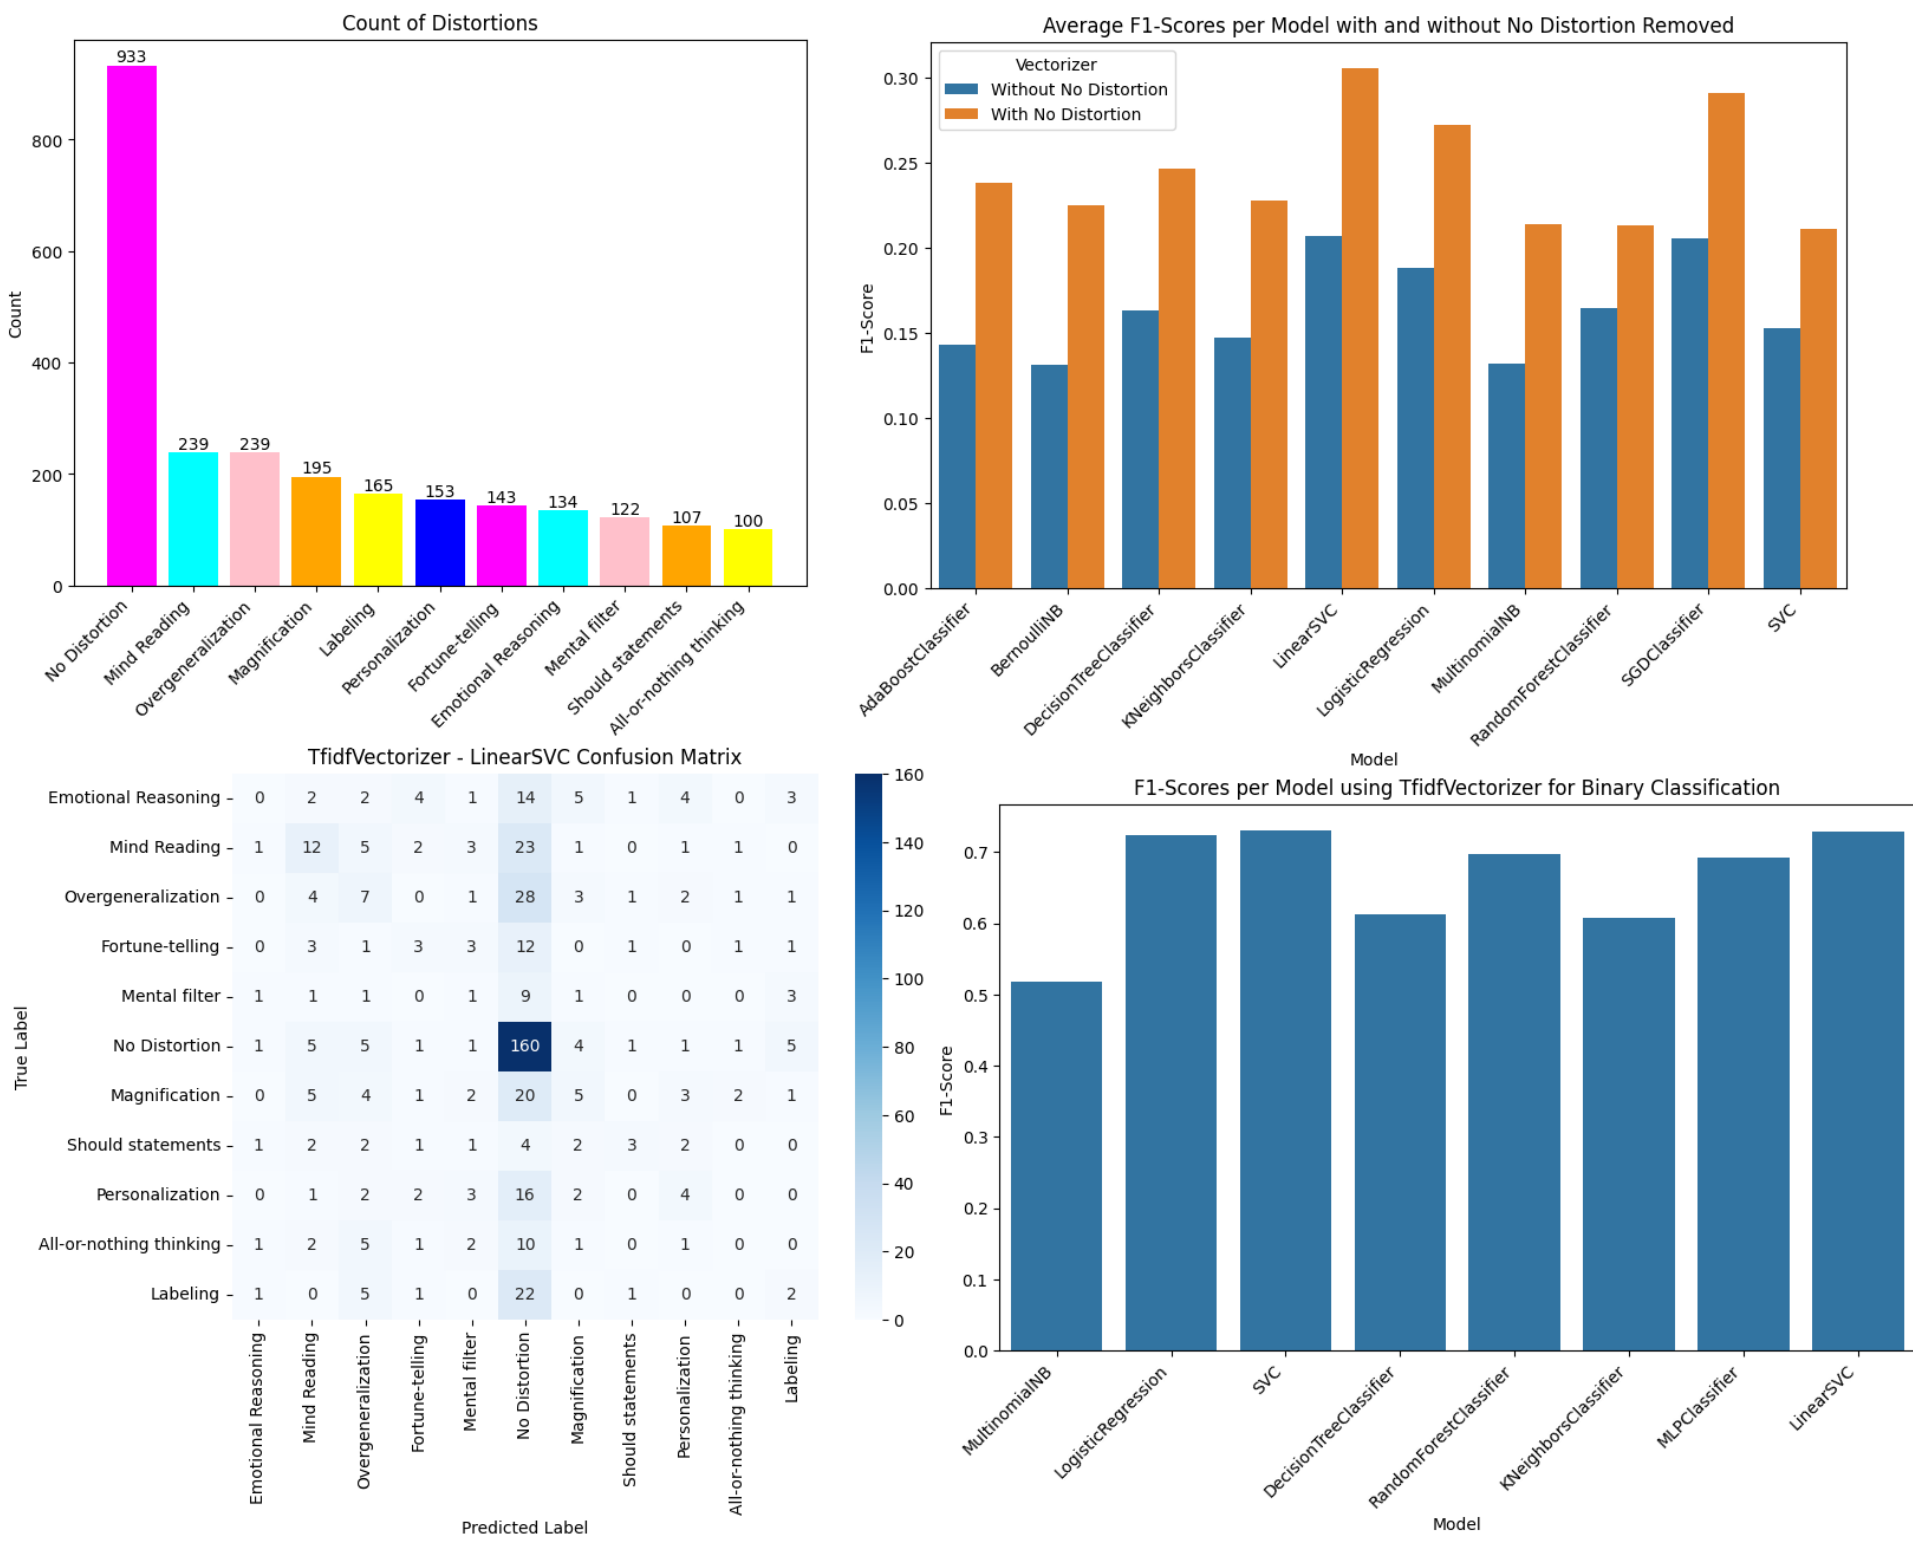 Count of Distortions
Count
800
600
400
200
0
933
239
239
195
165
153
143
134
122
107
100
No Distortion
Mind Reading
Overgeneralization
Magnification
Labeling
Personalization
Fortune-telling
Emotional Reasoning
Mental filter
Should statements
All-or-nothing thinking
Average F1-Scores per Model with and without No Distortion Removed
Vectorizer
Without No Distortion
With No Distortion
F1-Score
0.30
0.25
0.20
0.15
0.10
0.05
0.00
AdaBoostClassifier
BernoulliNB
DecisionTreeClassifier
KNeighborsClassifier
LinearSVC
LogisticRegression
MultinomialNB
RandomForestClassifier
SGDClassifier
SVC
Model
TfidfVectorizer - LinearSVC Confusion Matrix
True Label
Emotional Reasoning 0 2 2 4 1 14 5 1 4 0 3
Mind Reading 1 12 5 2 3 23 1 0 1 1 0
Overgeneralization 0 4 7 0 1 28 3 1 2 1 1
Fortune-telling 0 3 1 3 3 12 0 1 0 1 1
Mental filter 1 1 1 0 1 9 1 0 0 0 3
No Distortion 1 5 5 1 1 160 4 1 1 1 5
Magnification 0 5 4 1 2 20 5 0 3 2 1
Should statements 1 2 2 1 1 4 2 3 2 0 0
Personalization 0 1 2 2 3 16 2 0 4 0 0
All-or-nothing thinking 1 2 5 1 2 10 1 0 1 0 0
Labeling 1 0 5 1 0 22 0 1 0 0 2
Emotional Reasoning
Mind Reading
Overgeneralization
Fortune-telling
Mental filter
No Distortion
Magnification
Should statements
Personalization
All-or-nothing thinking
Labeling
Predicted Label
160
140
120
100
80
60
40
20
0
F1-Scores per Model using TfidfVectorizer for Binary Classification
F1-Score
0.7
0.6
0.5
0.4
0.3
0.2
0.1
0.0
MultinomialNB
LogisticRegression
SVC
DecisionTreeClassifier
RandomForestClassifier
KNeighborsClassifier
MLPClassifier
LinearSVC
Model